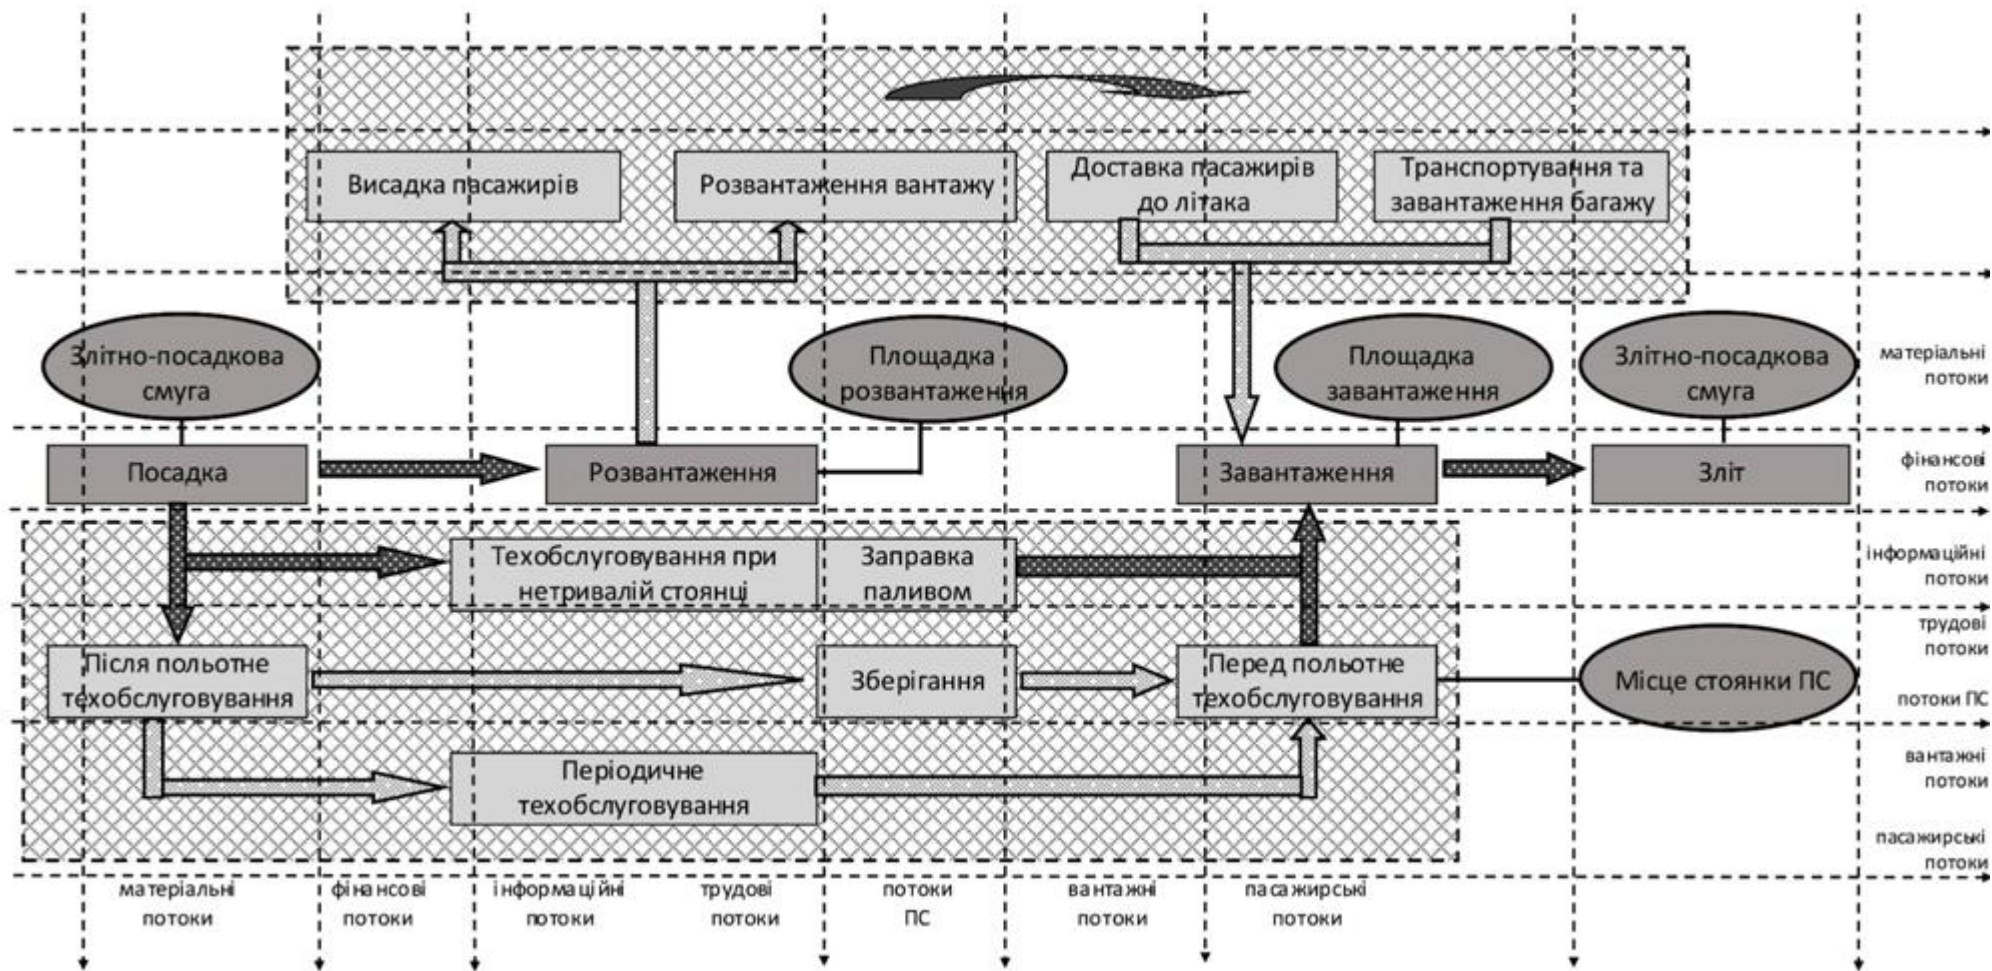 Висадка пасажирів
Розвантаження вантажу
Доставка пасажирів
до літака
Транспортування та
завантаження багажу
Злітно-посадкова
смуга
Площадка
розвантаження
Площадка
завантаження
Злітно-посадкова
смуга
матеріальні
потоки
Посадка
Розвантаження
Завантаження
Зліт
фінансові
потоки
Техобслуговування при
нетривалій стоянці
Заправка
паливом
інформаційні
потоки
Після польотне
техобслуговування
Зберігання
Перед польотне
техобслуговування
Місце стоянки ПС
трудові
потоки
потоки ПС
Періодичне
техобслуговування
вантажні
потоки
пасажирські
потоки
матеріальні
потоки
фінансові
потоки
інформаційні
потоки
трудові
потоки
потоки
ПС
вантажні
потоки
пасажирські
потоки